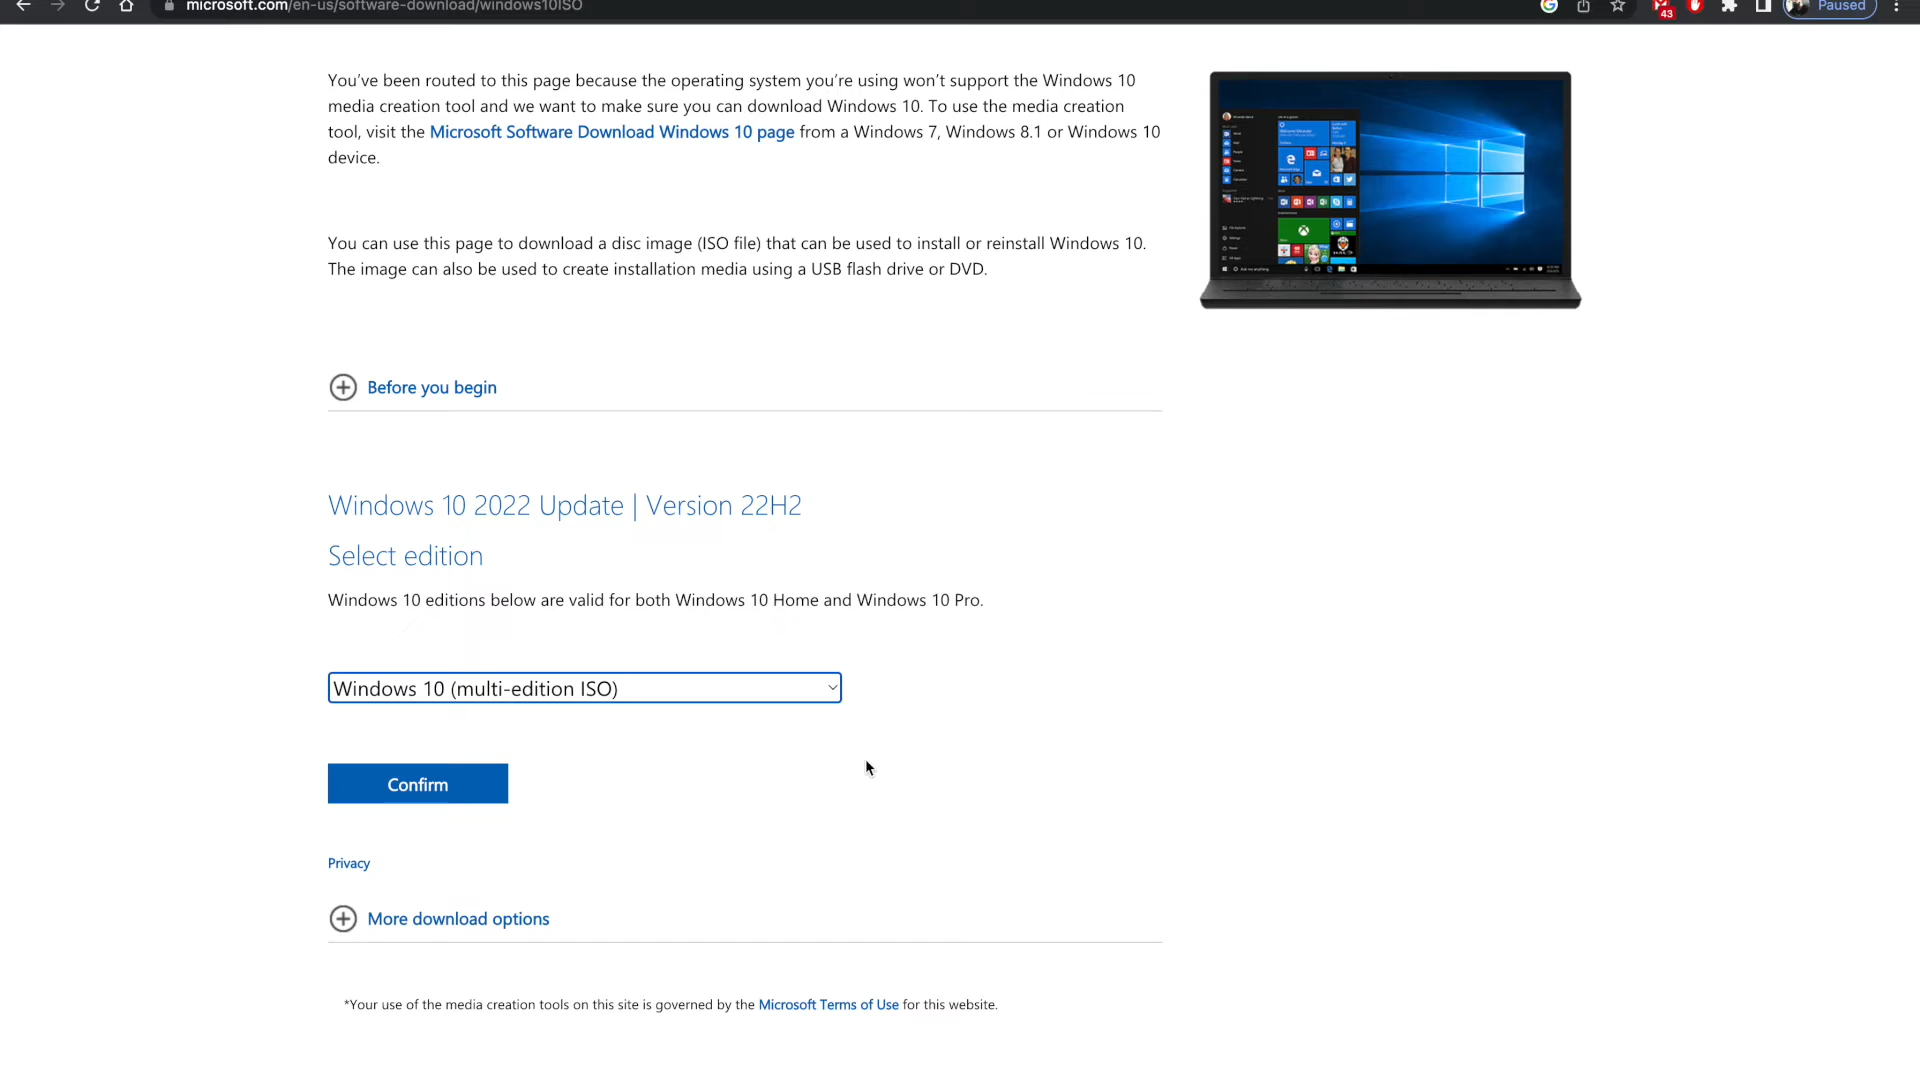 microsoft.com/en-us/software-download/windows10ISO
43
Paused
You've been routed to this page because the operating system you're using won't support the Windows 10
media creation tool and we want to make sure you can download Windows 10. To use the media creation
tool, visit the Microsoft Software Download Windows 10 page from a Windows 7, Windows 8.1 or Windows 10
device.
You can use this page to download a disc image (ISO file) that can be used to install or reinstall Windows 10.
The image can also be used to create installation media using a USB flash drive or DVD.
Before you begin
Windows 10 2022 Update | Version 22H2
Select edition
Windows 10 editions below are valid for both Windows 10 Home and Windows 10 Pro.
Windows 10 (multi-edition ISO)
Confirm
Privacy
More download options
*Your use of the media creation tools on this site is governed by the Microsoft Terms of Use for this website.